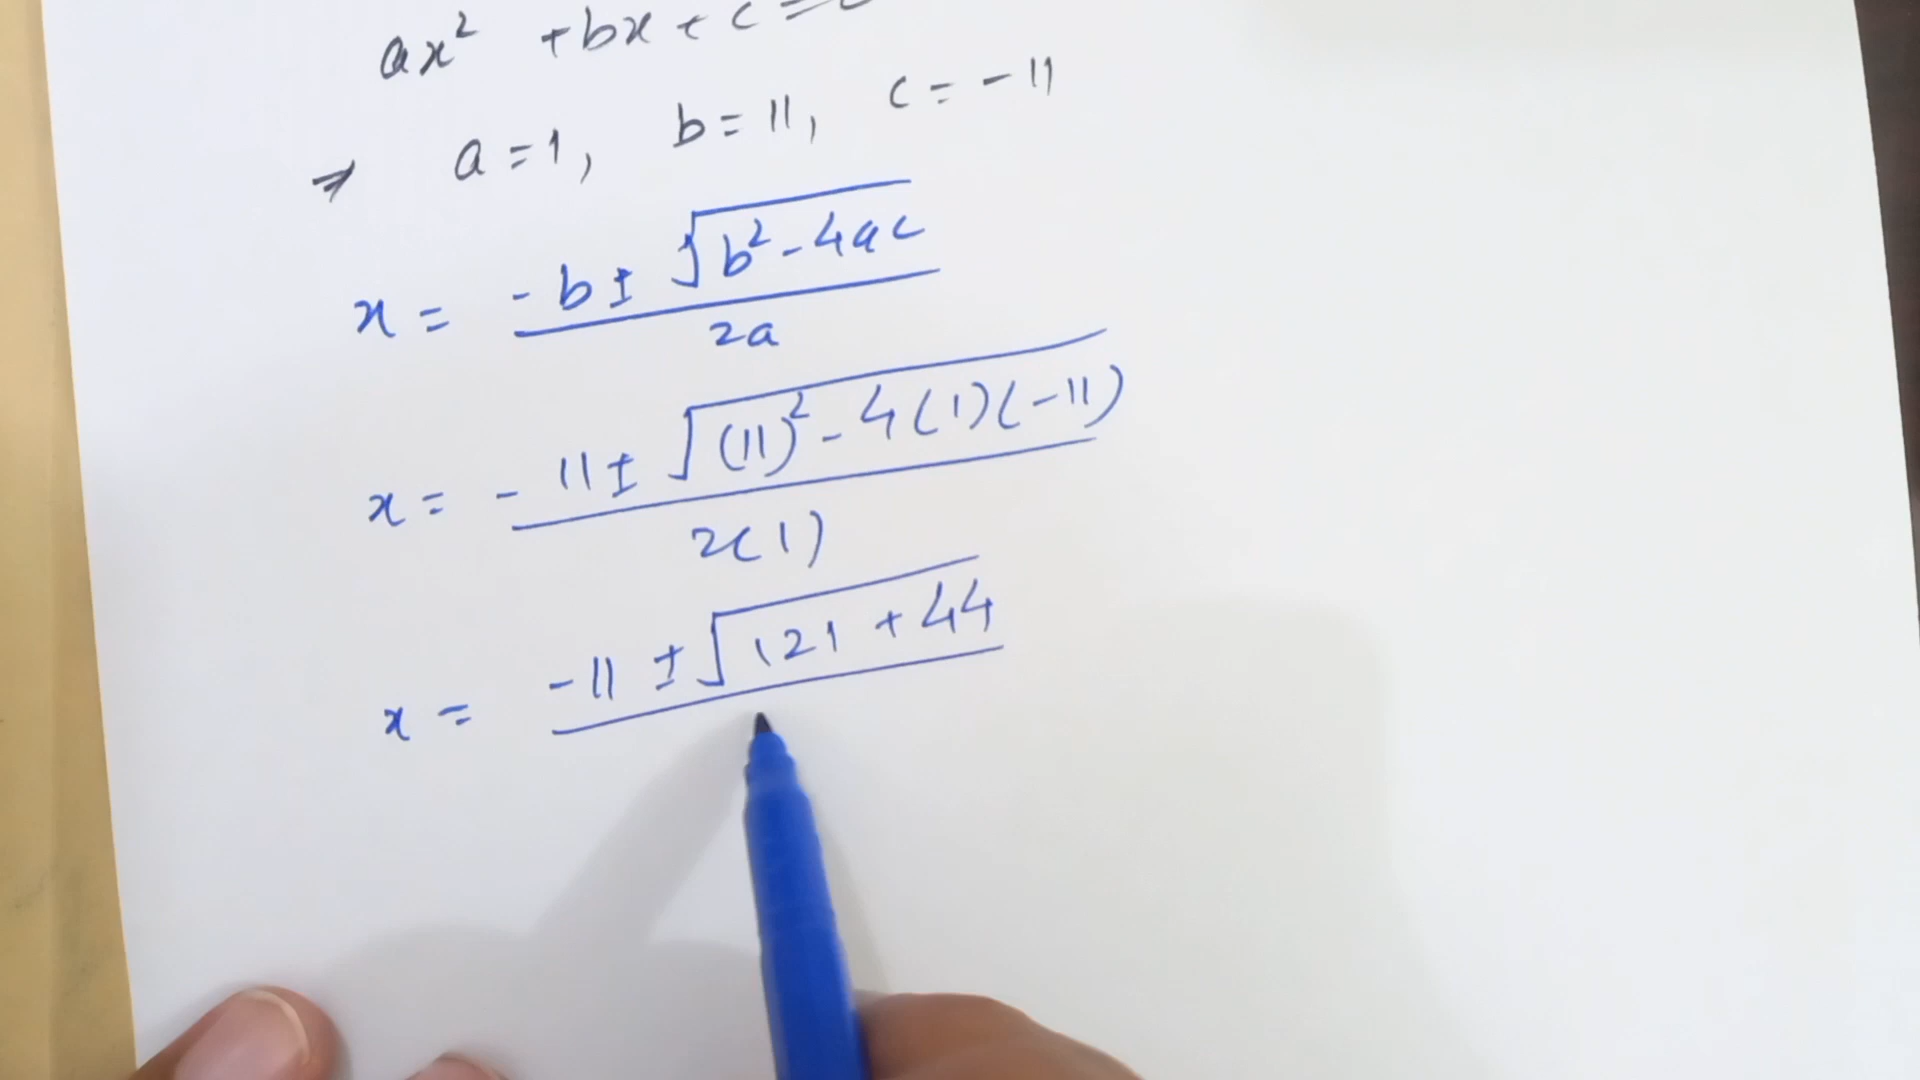 ax² + bx + c =
⇒ a = 1, b = 11, c = -11
x = (-b ± √(b² - 4ac)) / 2a
x = (-11 ± √((11)² - 4(1)(-11))) / 2(1)
x = (-11 ± √(121 + 44)) /